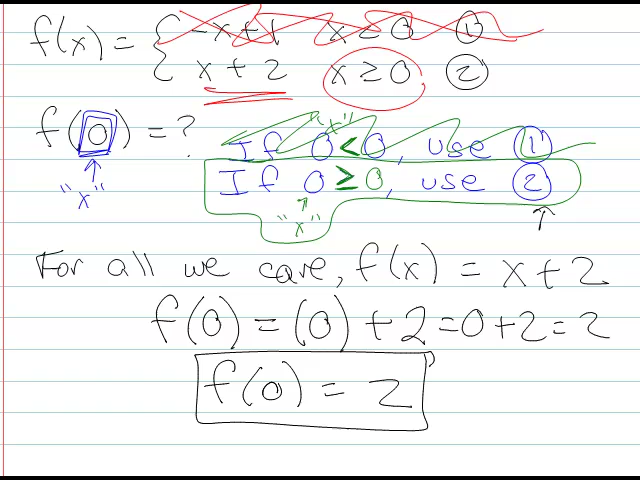 f(x) = { -x + 1 x < 0 ①
x + 2 x ≥ 0 ②
f(0) = ?
"x"
"x"
If 0 < 0, use ①
If 0 ≥ 0, use ②
"x"
For all we care, f(x) = x + 2
f(0) = (0) + 2 = 0 + 2 = 2
f(0) = 2